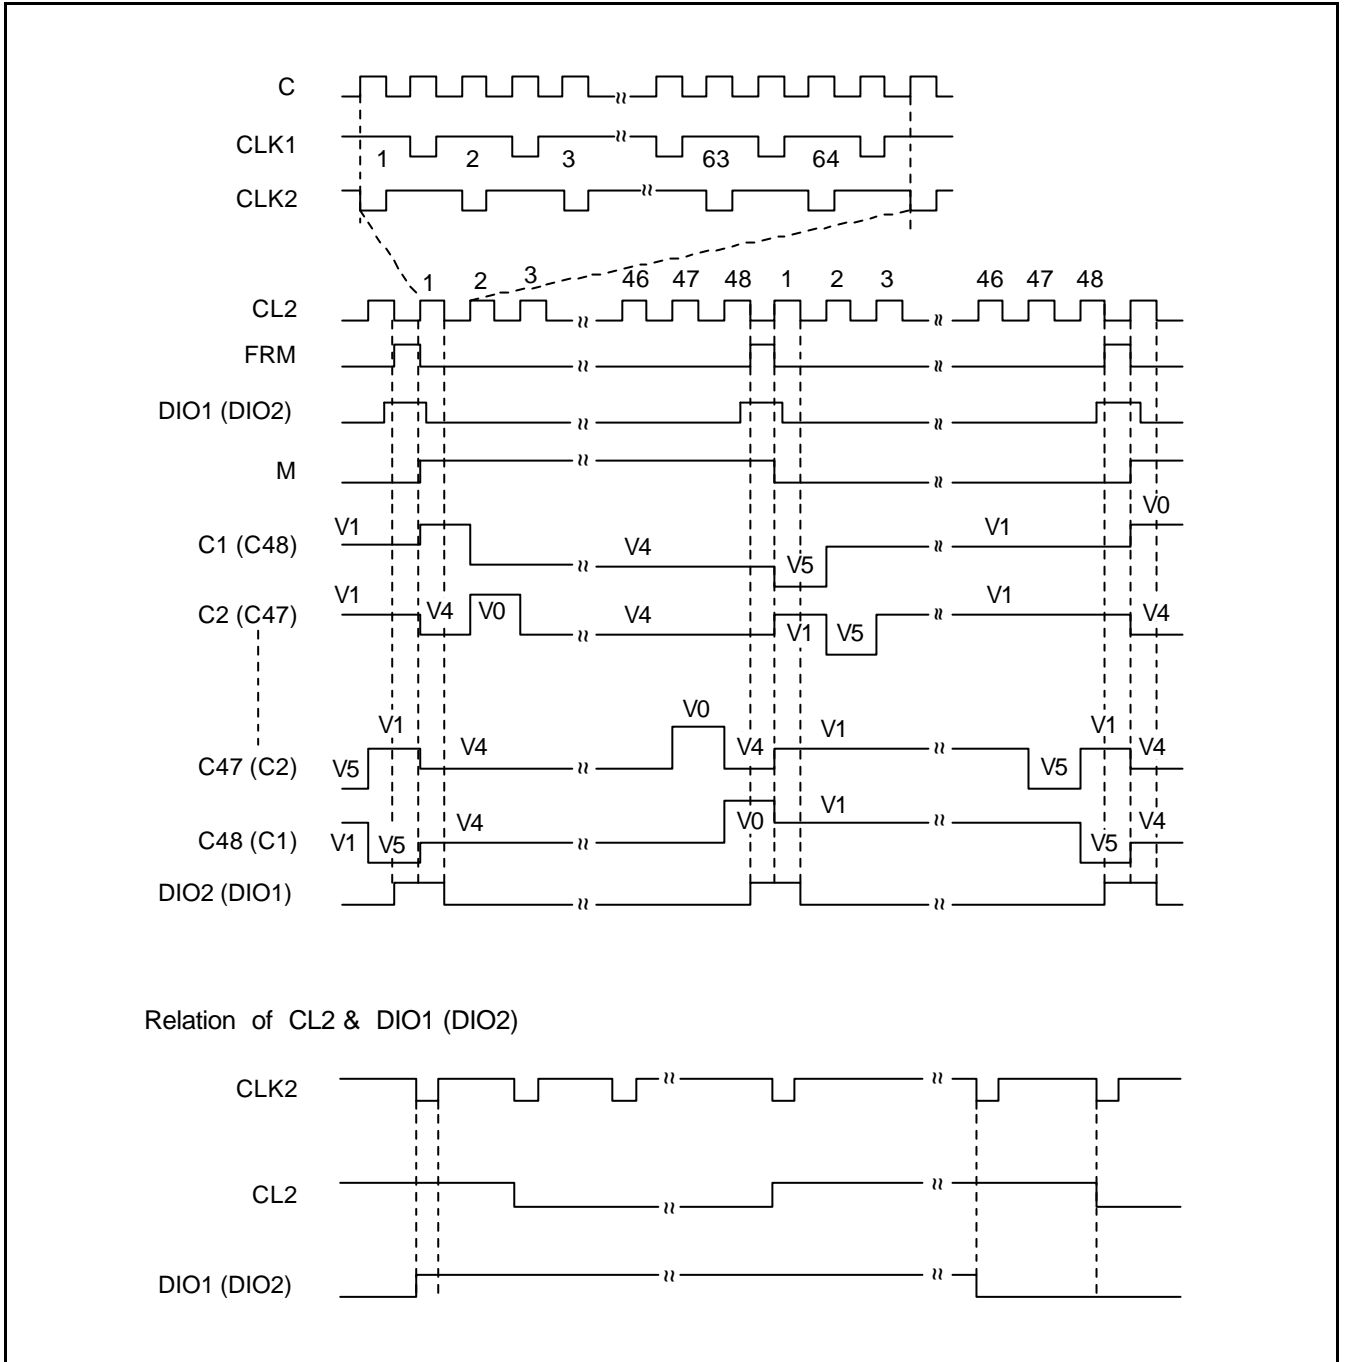 C
CLK1
1 2 3 63 64
CLK2
1 2 3 46 47 48 1 2 3 46 47 48
CL2
FRM
DIO1 (DIO2)
M
V0
V1 V1
C1 (C48) V4 V5
V1 V1
C2 (C47) V4 V0 V4 V1 V5 V4
V0
V1 V1 V1
V4 V4 V4
C47 (C2) V5 V5
V4 V1
V0 V4
C48 (C1) V1 V5 V5
DIO2 (DIO1)
Relation of CL2 & DIO1 (DIO2)
CLK2
CL2
DIO1 (DIO2)